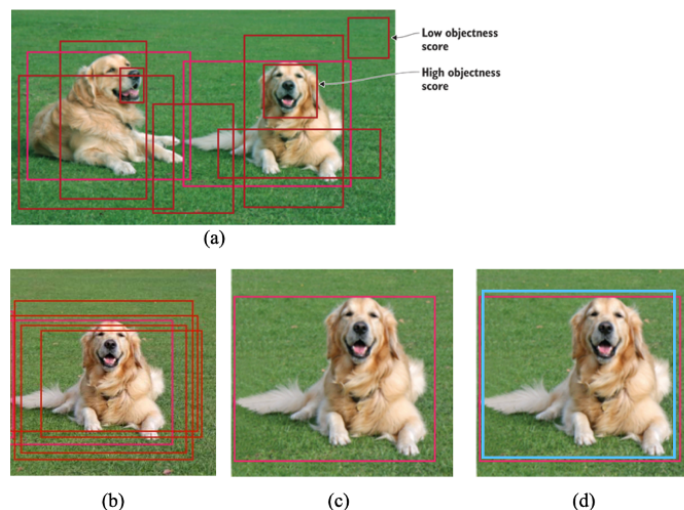 Low objectness
score
High objectness
score
(a)
(b)
(c)
(d)